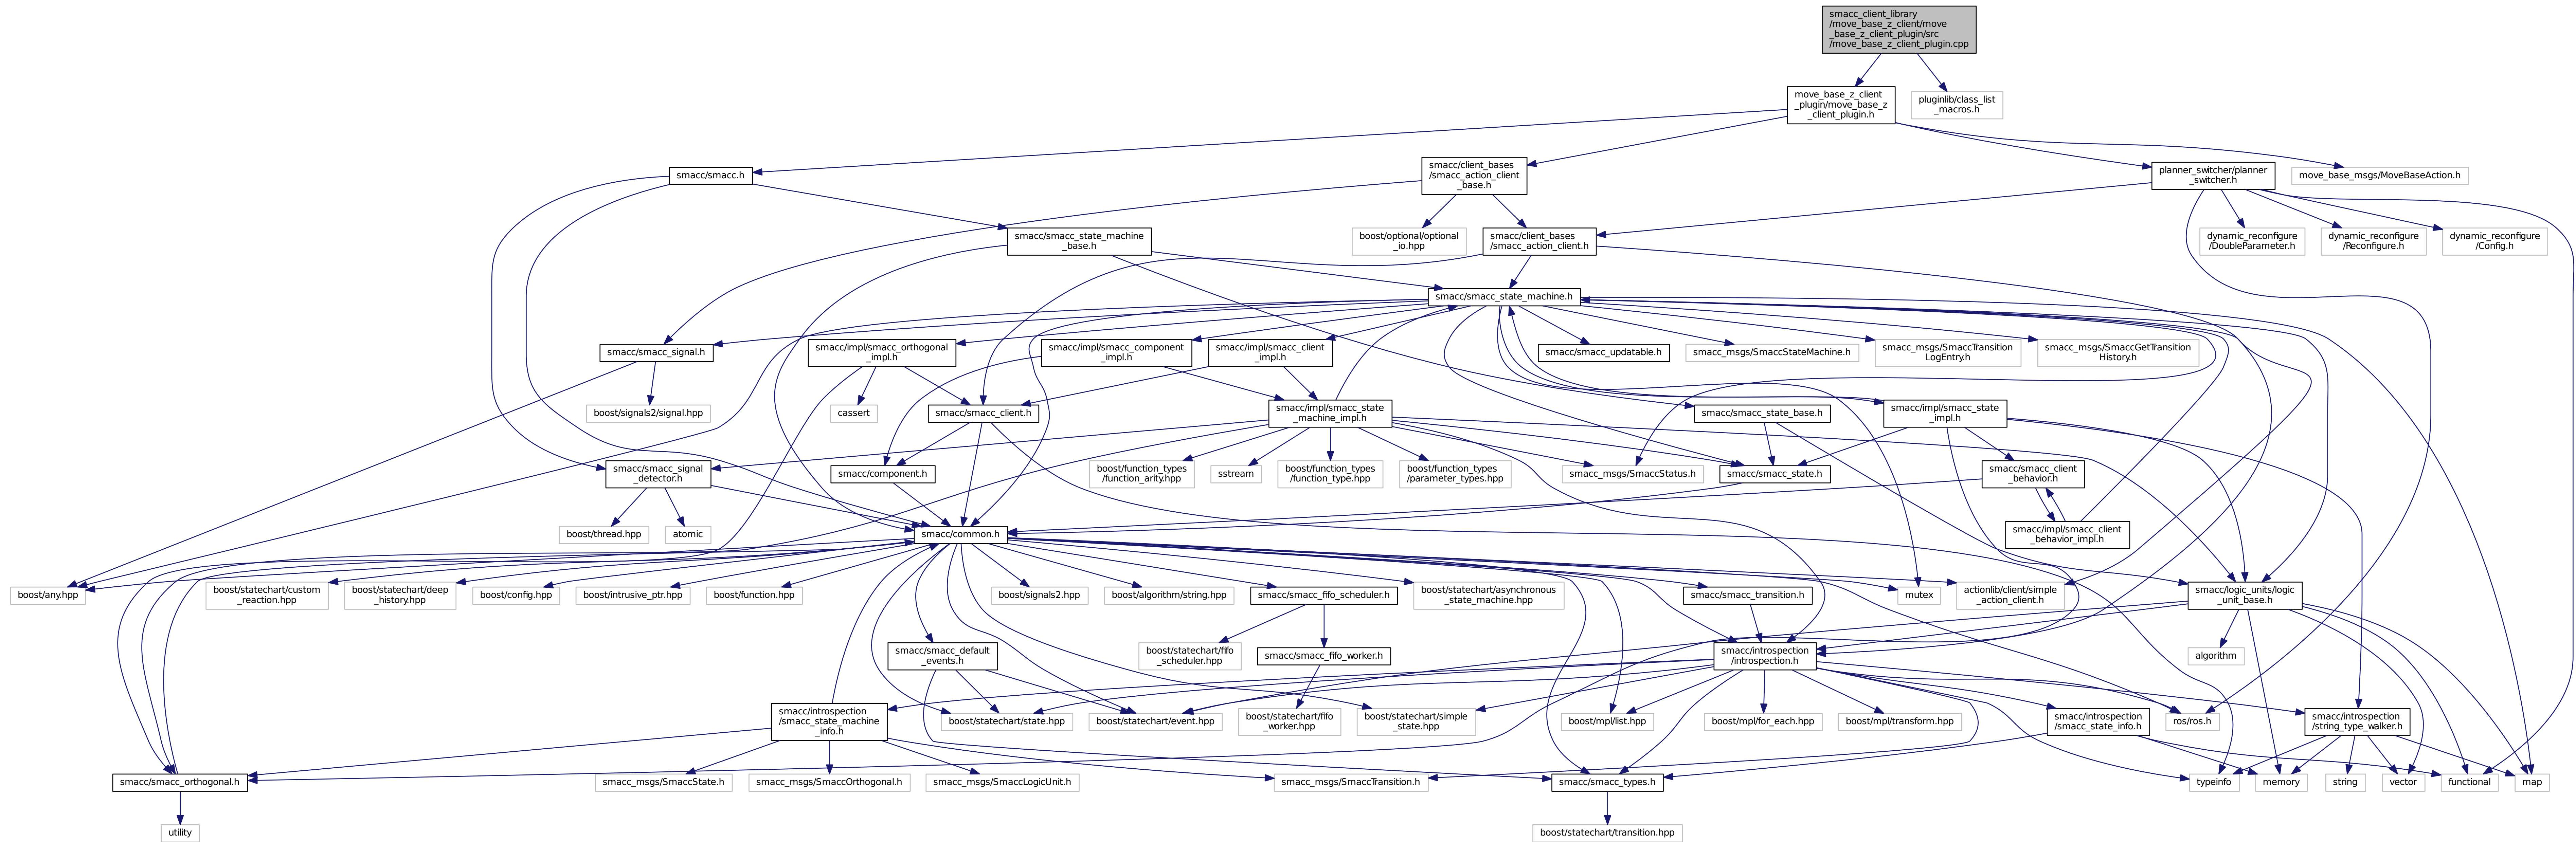 smacc_client_library
/move_base_z_client/move
_base_z_client_plugin/src
/move_base_z_client_plugin.cpp
move_base_z_client
_plugin/move_base_z
_client_plugin.h
pluginlib/class_list
_macros.h
smacc/smacc.h
smacc/client_bases
/smacc_action_client
_base.h
planner_switcher/planner
_switcher.h
move_base_msgs/MoveBaseAction.h
smacc/smacc_state_machine
_base.h
boost/optional/optional
_io.hpp
smacc/client_bases
/smacc_action_client.h
dynamic_reconfigure
/DoubleParameter.h
dynamic_reconfigure
/Reconfigure.h
dynamic_reconfigure
/Config.h
smacc/smacc_state_machine.h
smacc/smacc_signal.h
smacc/impl/smacc_orthogonal
_impl.h
smacc/impl/smacc_component
_impl.h
smacc/impl/smacc_client
_impl.h
smacc/smacc_updatable.h
smacc_msgs/SmaccStateMachine.h
smacc_msgs/SmaccTransition
LogEntry.h
smacc_msgs/SmaccGetTransition
History.h
boost/signals2/signal.hpp
cassert
smacc/smacc_client.h
smacc/impl/smacc_state
_machine_impl.h
smacc/smacc_state_base.h
smacc/impl/smacc_state
_impl.h
smacc/smacc_signal
_detector.h
smacc/component.h
boost/function_types
/function_arity.hpp
sstream
boost/function_types
/function_type.hpp
boost/function_types
/parameter_types.hpp
smacc_msgs/SmaccStatus.h
smacc/smacc_state.h
smacc/smacc_client
_behavior.h
boost/thread.hpp
atomic
smacc/common.h
smacc/impl/smacc_client
_behavior_impl.h
boost/any.hpp
boost/statechart/custom
_reaction.hpp
boost/statechart/deep
_history.hpp
boost/config.hpp
boost/intrusive_ptr.hpp
boost/function.hpp
boost/signals2.hpp
boost/algorithm/string.hpp
smacc/smacc_fifo_scheduler.h
boost/statechart/asynchronous
_state_machine.hpp
smacc/smacc_transition.h
mutex
actionlib/client/simple
_action_client.h
smacc/logic_units/logic
_unit_base.h
smacc/smacc_default
_events.h
boost/statechart/fifo
_scheduler.hpp
smacc/smacc_fifo_worker.h
smacc/introspection
/introspection.h
algorithm
smacc/introspection
/smacc_state_machine
_info.h
boost/statechart/state.hpp
boost/statechart/event.hpp
boost/statechart/fifo
_worker.hpp
boost/statechart/simple
_state.hpp
boost/mpl/list.hpp
boost/mpl/for_each.hpp
boost/mpl/transform.hpp
smacc/introspection
/smacc_state_info.h
ros/ros.h
smacc/introspection
/string_type_walker.h
smacc/smacc_orthogonal.h
smacc_msgs/SmaccState.h
smacc_msgs/SmaccOrthogonal.h
smacc_msgs/SmaccLogicUnit.h
smacc_msgs/SmaccTransition.h
smacc/smacc_types.h
typeinfo
memory
string
vector
functional
map
utility
boost/statechart/transition.hpp